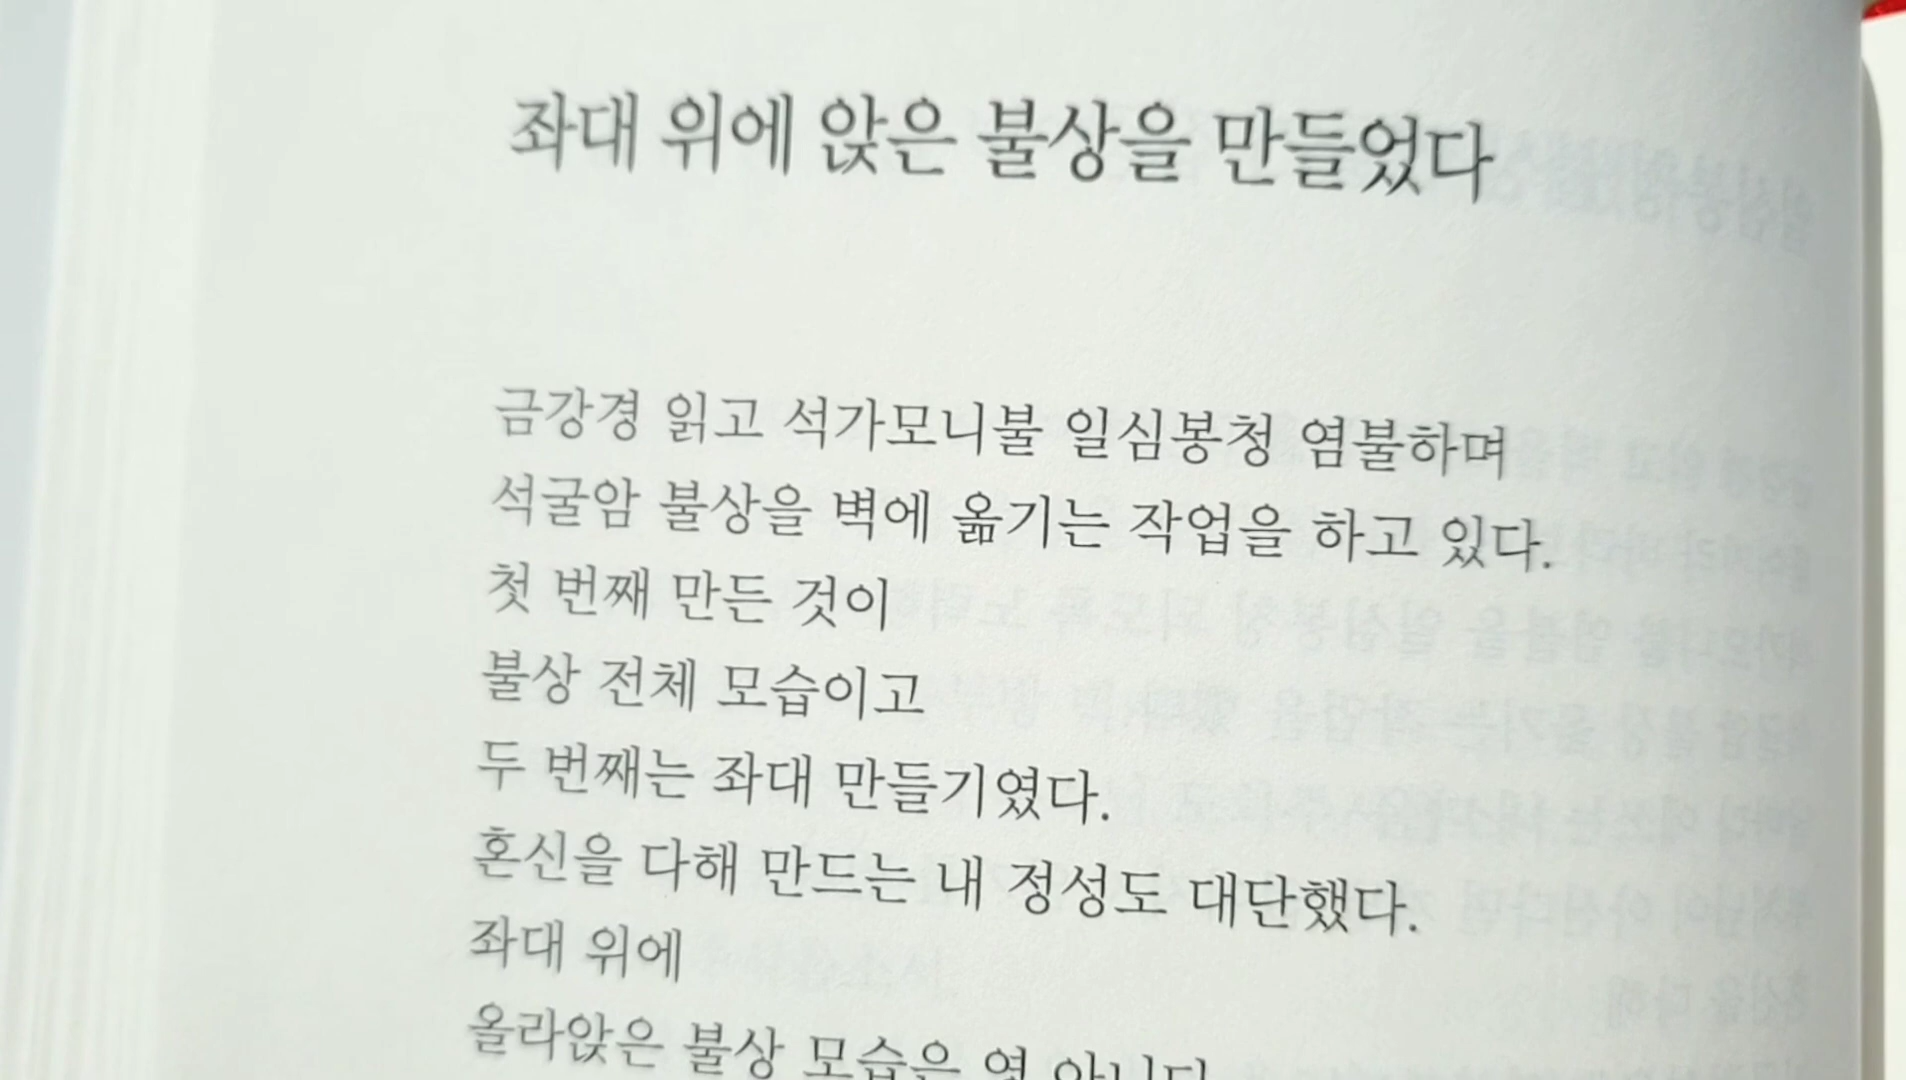 좌대 위에 앉은 불상을 만들었다
금강경 읽고 석가모니불 일심봉청 염불하며
석굴암 불상을 벽에 옮기는 작업을 하고 있다.
첫 번째 만든 것이
불상 전체 모습이고
두 번째는 좌대 만들기였다.
혼신을 다해 만드는 내 정성도 대단했다.
좌대 위에
올라앉은 불상 모습은 영 아니다